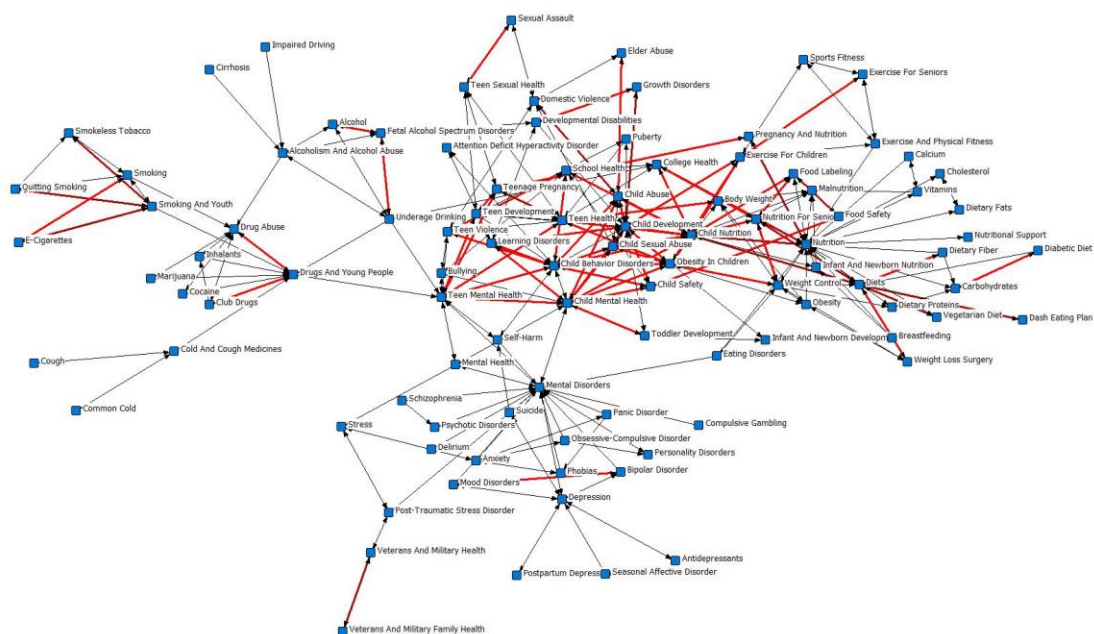 Sexual Assault
Impaired Driving
Elder Abuse
Sports Fitness
Cirrhosis
Exercise For Seniors
Teen Sexual Health
Growth Disorders
Domestic Violence
Developmental Disabilities
Alcohol
Fetal Alcohol Spectrum Disorders
Smokeless Tobacco
Puberty
Pregnancy And Nutrition
Exercise And Physical Fitness
Attention Deficit Hyperactivity Disorder
Alcoholism And Alcohol Abuse
Calcium
Exercise For Children
College Health
School Health
Smoking
Food Labeling
Cholesterol
Quitting Smoking
Teenage Pregnancy
Malnutrition
Vitamins
Child Abuse
Body Weight
Smoking And Youth
Dietary Fats
Teen Development
Food Safety
Underage Drinking
Teen Health
Nutrition For Seniors
Child Development
Drug Abuse
Teen Violence
Child Nutrition
Nutritional Support
E-Cigarettes
Learning Disorders
Nutrition
Child Sexual Abuse
Diabetic Diet
Dietary Fiber
Inhalants
Child Behavior Disorders
Obesity In Children
Infant And Newborn Nutrition
Bullying
Drugs And Young People
Marijuana
Weight Control
Diets
Child Safety
Carbohydrates
Cocaine
Teen Mental Health
Club Drugs
Child Mental Health
Obesity
Dietary Proteins
Vegetarian Diet
Dash Eating Plan
Toddler Development
Self-Harm
Infant And Newborn Developm
Breastfeeding
Cold And Cough Medicines
Eating Disorders
Cough
Mental Health
Weight Loss Surgery
Mental Disorders
Schizophrenia
Common Cold
Suicide
Panic Disorder
Stress
Psychotic Disorders
Compulsive Gambling
Obsessive-Compulsive Disorder
Delirium
Personality Disorders
Anxiety
Phobias
Bipolar Disorder
Mood Disorders
Depression
Post-Traumatic Stress Disorder
Veterans And Military Health
Antidepressants
Postpartum Depress
Seasonal Affective Disorder
Veterans And Military Family Health